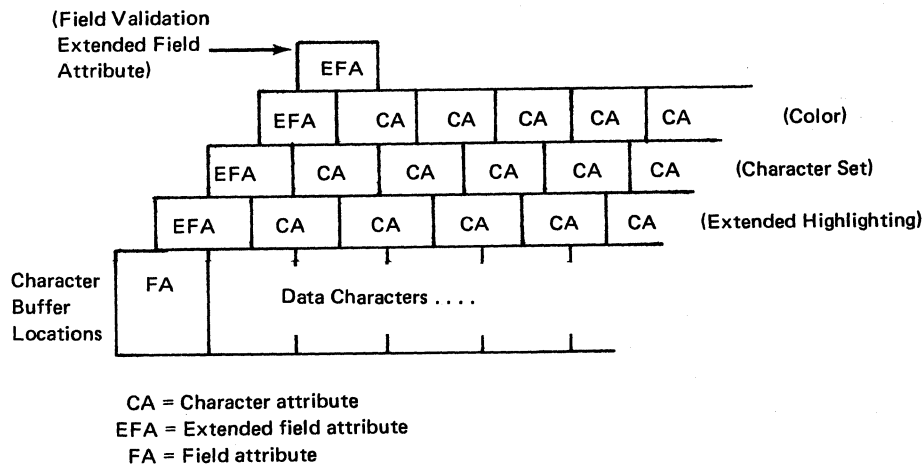 (Field Validation
Extended Field
Attribute)
EFA
EFA CA CA CA CA CA (Color)
EFA CA CA CA CA CA (Character Set)
EFA CA CA CA CA CA (Extended Highlighting)
Character
Buffer
Locations
FA
Data Characters . . . .
CA = Character attribute
EFA = Extended field attribute
FA = Field attribute